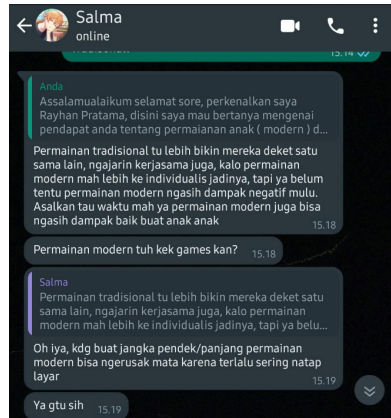 Salma
online
15.14
Anda
Assalamualaikum selamat sore, perkenalkan saya
Rayhan Pratama, disini saya mau bertanya mengenai
pendapat anda tentang permaianan anak ( modern ) d...
Permainan tradisional tu lebih bikin mereka deket satu
sama lain, ngajarin kerjasama juga, kalo permainan
modern mah lebih ke individualis jadinya, tapi ya belum
tentu permainan modern ngasih dampak negatif mulu.
Asalkan tau waktu mah ya permainan modern juga bisa
ngasih dampak baik buat anak anak
15.18
Permainan modern tuh kek games kan? 15.18
Salma
Permainan tradisional tu lebih bikin mereka deket satu
sama lain, ngajarin kerjasama juga, kalo permainan
modern mah lebih ke individualis jadinya, tapi ya belu...
Oh iya, kdg buat jangka pendek/panjang permainan
modern bisa ngerusak mata karena terlalu sering natap
layar
15.19
Ya gtu sih 15.19